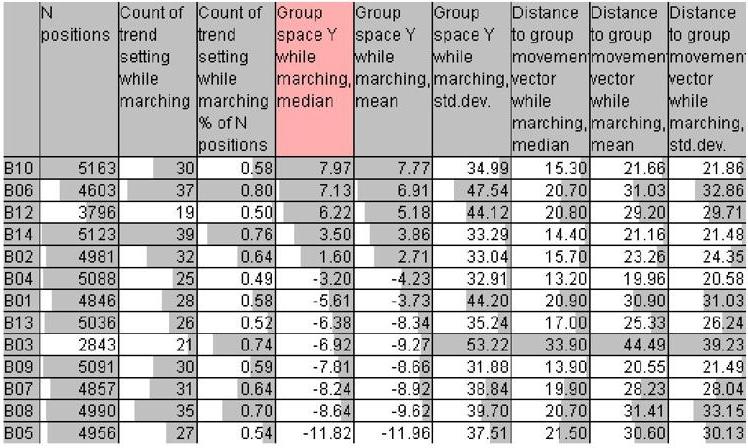 N positions Count of trend setting while marching Count of trend setting while marching % of N positions Group space Y while marching, median Group space Y while marching, mean Group space Y while marching, std.dev. Distance to group movement vector while marching, median Distance to group movement vector while marching, mean Distance to group movement vector while marching, std.dev.
B10 5163 30 0.58 7.97 7.77 34.99 15.30 21.66 21.86
B06 4603 37 0.80 7.13 6.91 47.54 20.70 31.03 32.86
B12 3796 19 0.50 6.22 5.18 44.12 20.80 29.20 29.71
B14 5123 39 0.76 3.50 3.86 33.29 14.40 21.16 21.48
B02 4981 32 0.64 1.60 2.71 33.04 15.70 23.26 24.35
B04 5088 25 0.49 -3.20 -4.23 32.91 13.20 19.96 20.58
B01 4846 28 0.58 -5.61 -3.73 44.20 20.90 30.90 31.03
B13 5036 26 0.52 -6.38 -8.34 35.24 17.00 25.33 26.24
B03 2843 21 0.74 -6.92 -9.27 53.22 33.90 44.49 39.23
B09 5091 30 0.59 -7.81 -8.66 31.88 13.90 20.55 21.49
B07 4857 31 0.64 -8.24 -8.92 38.84 19.90 28.23 28.04
B08 4990 35 0.70 -8.64 -9.62 39.70 20.70 31.41 33.15
B05 4956 27 0.54 -11.82 -11.96 37.51 21.50 30.60 30.13